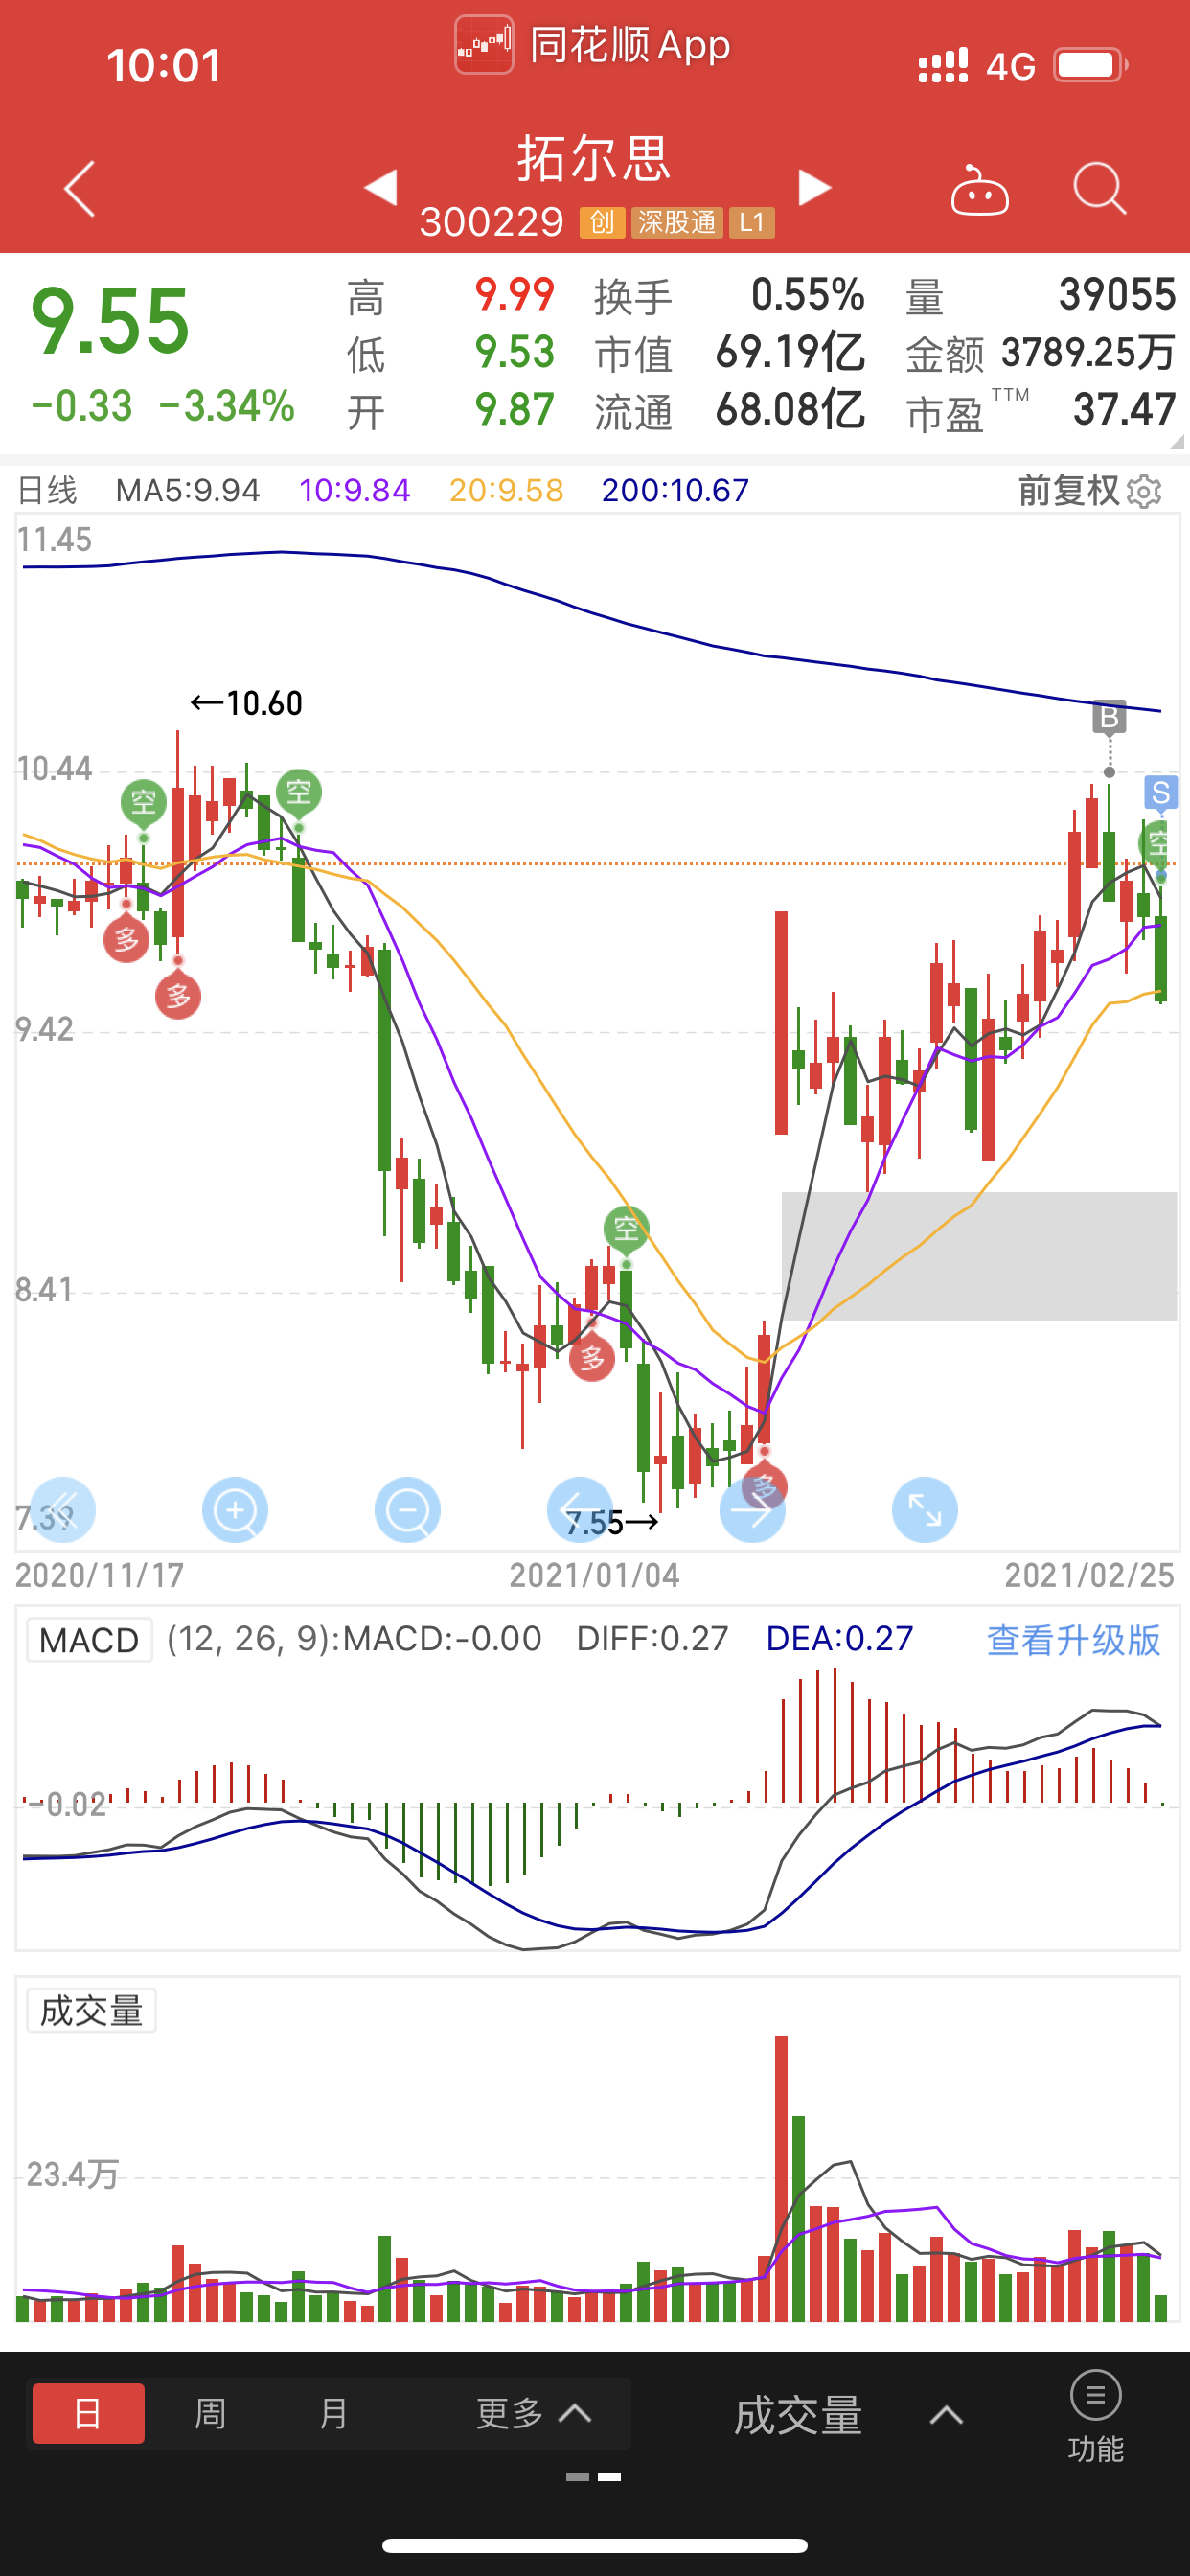 10:01
同花顺App
4G
拓尔思
300229 创 深股通 L1
9.55
-0.33 -3.34%
高 9.99 换手 0.55% 量 39055
低 9.53 市值 69.19亿 金额 3789.25万
开 9.87 流通 68.08亿 市盈TTM 37.47
日线 MA5:9.94 10:9.84 20:9.58 200:10.67 前复权
11.45
←10.60
B
10.44
S
空
空
空
多
多
9.42
空
8.41
多
多
7.39
7.55→
2020/11/17 2021/01/04 2021/02/25
MACD (12, 26, 9):MACD:-0.00 DIFF:0.27 DEA:0.27 查看升级版
-0.02
成交量
23.4万
日 周 月 更多 成交量 功能